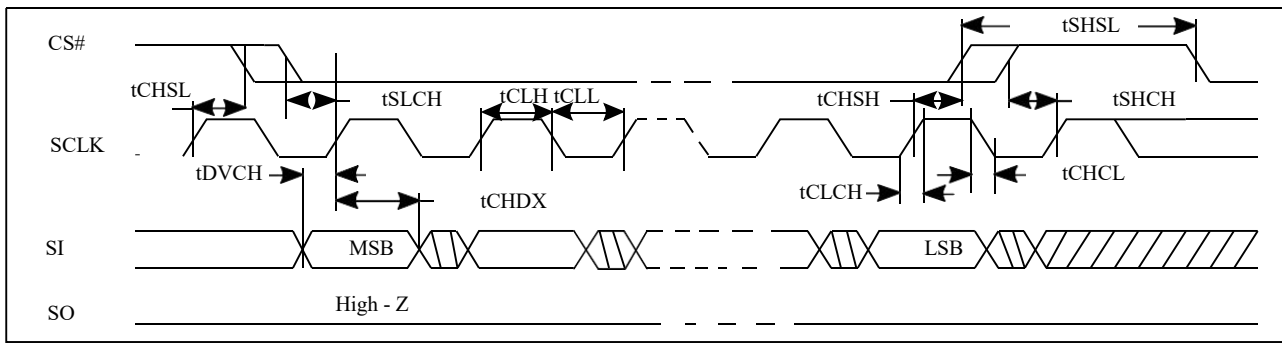 CS#
tSHSL
tCHSL
tSLCH
tCLH
tCLL
tCHSH
tSHCH
SCLK
tDVCH
tCHDX
tCLCH
tCHCL
SI
MSB
LSB
High - Z
SO